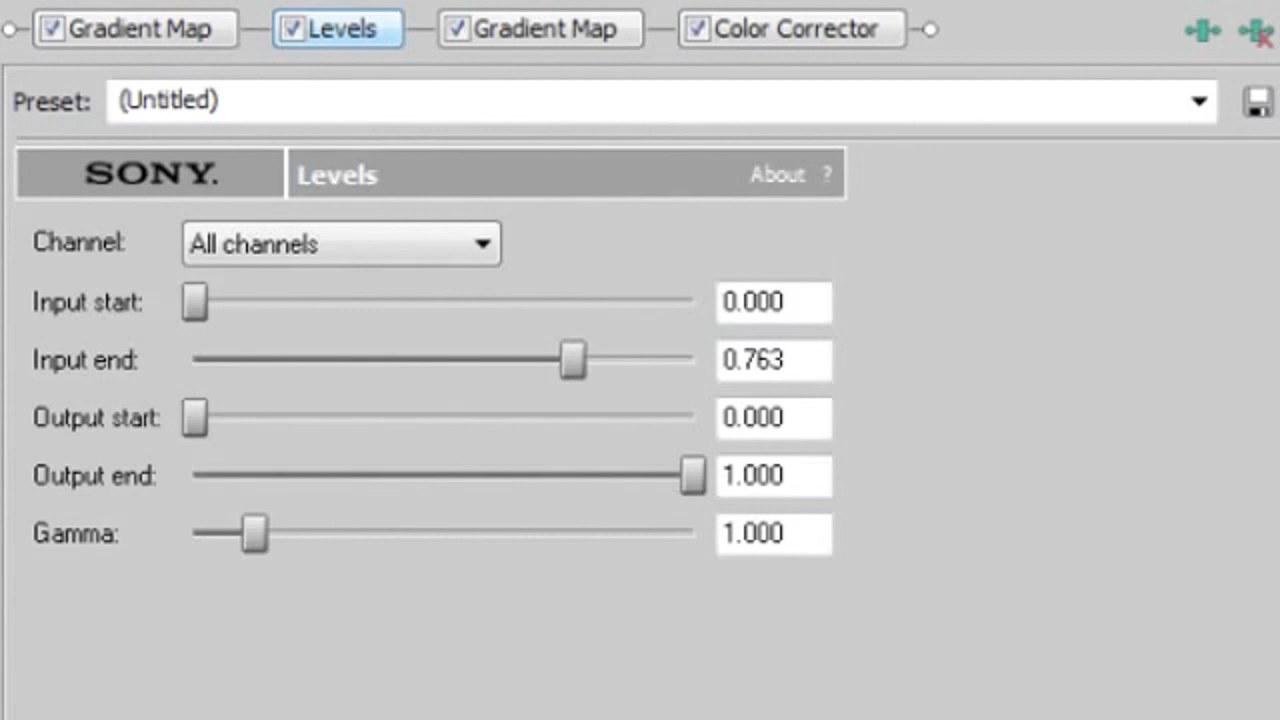 Gradient Map Levels Gradient Map Color Corrector
Preset: (Untitled)
SONY. Levels About ?
Channel: All channels
Input start: 0.000
Input end: 0.763
Output start: 0.000
Output end: 1.000
Gamma: 1.000